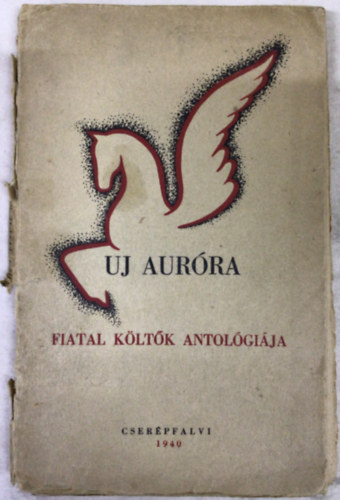 UJ AURÓRA
FIATAL KÖLTŐK ANTOLÓGIÁJA
CSERÉPFALVI
1940